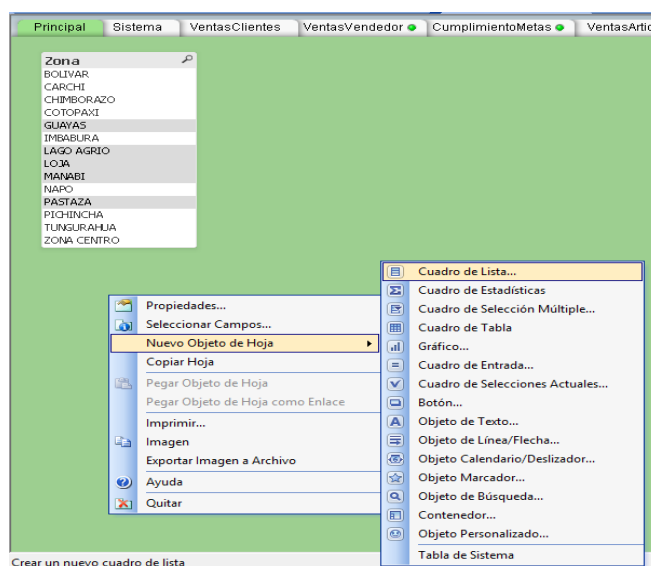 Principal Sistema VentasClientes VentasVendedor CumplimientoMetas VentasArtic
Zona
BOLIVAR
CARCHI
CHIMBORAZO
COTOPAXI
GUAYAS
IMBABURA
LAGO AGRIO
LOJA
MANABI
NAPO
PASTAZA
PICHINCHA
TUNGURAHUA
ZONA CENTRO
Propiedades...
Seleccionar Campos...
Nuevo Objeto de Hoja
Copiar Hoja
Pegar Objeto de Hoja
Pegar Objeto de Hoja como Enlace
Imprimir...
Imagen
Exportar Imagen a Archivo
Ayuda
Quitar
Cuadro de Lista...
Cuadro de Estadísticas
Cuadro de Selección Múltiple...
Cuadro de Tabla
Gráfico...
Cuadro de Entrada...
Cuadro de Selecciones Actuales...
Botón...
Objeto de Texto...
Objeto de Línea/Flecha...
Objeto Calendario/Deslizador...
Objeto Marcador...
Objeto de Búsqueda...
Contenedor...
Objeto Personalizado...
Tabla de Sistema
Crear un nuevo cuadro de lista